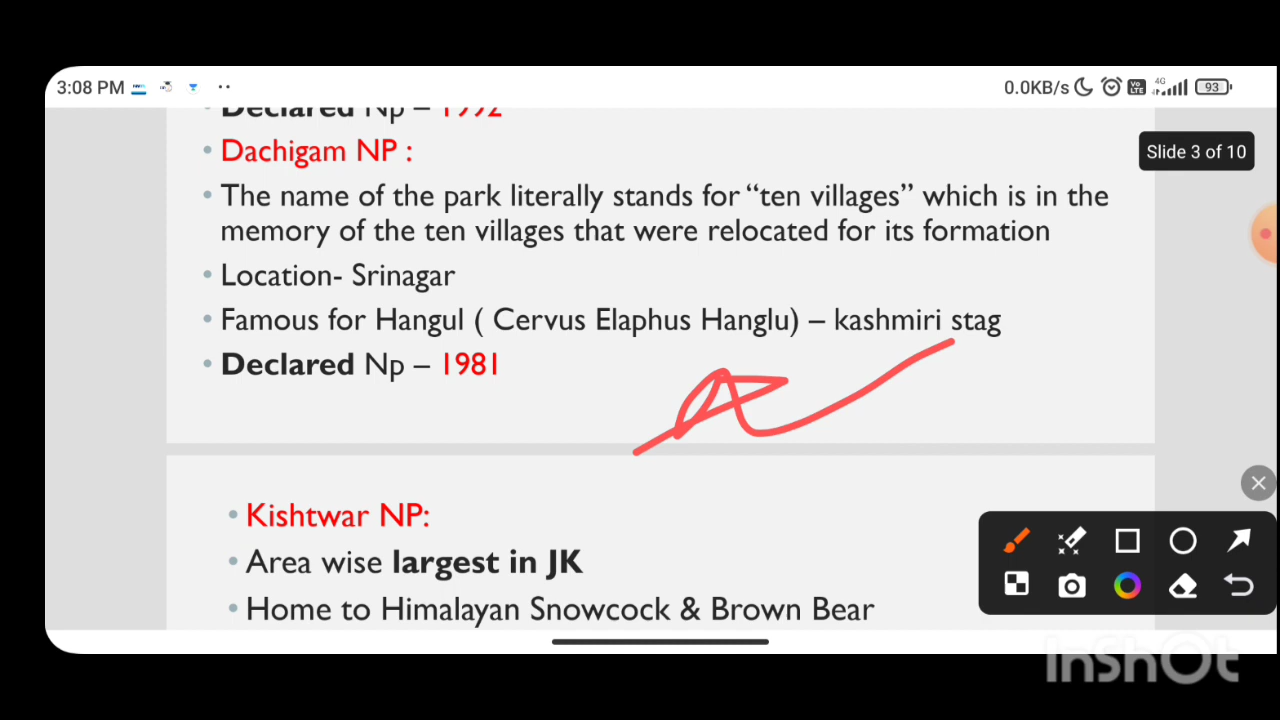 3:08 PM
0.0KB/s 4G Vo LTE 93
Declared Np – 1992
• Dachigam NP :
Slide 3 of 10
• The name of the park literally stands for “ten villages” which is in the
memory of the ten villages that were relocated for its formation
• Location- Srinagar
• Famous for Hangul ( Cervus Elaphus Hanglu) – kashmiri stag
• Declared Np – 1981
• Kishtwar NP:
• Area wise largest in JK
• Home to Himalayan Snowcock & Brown Bear
InShOt